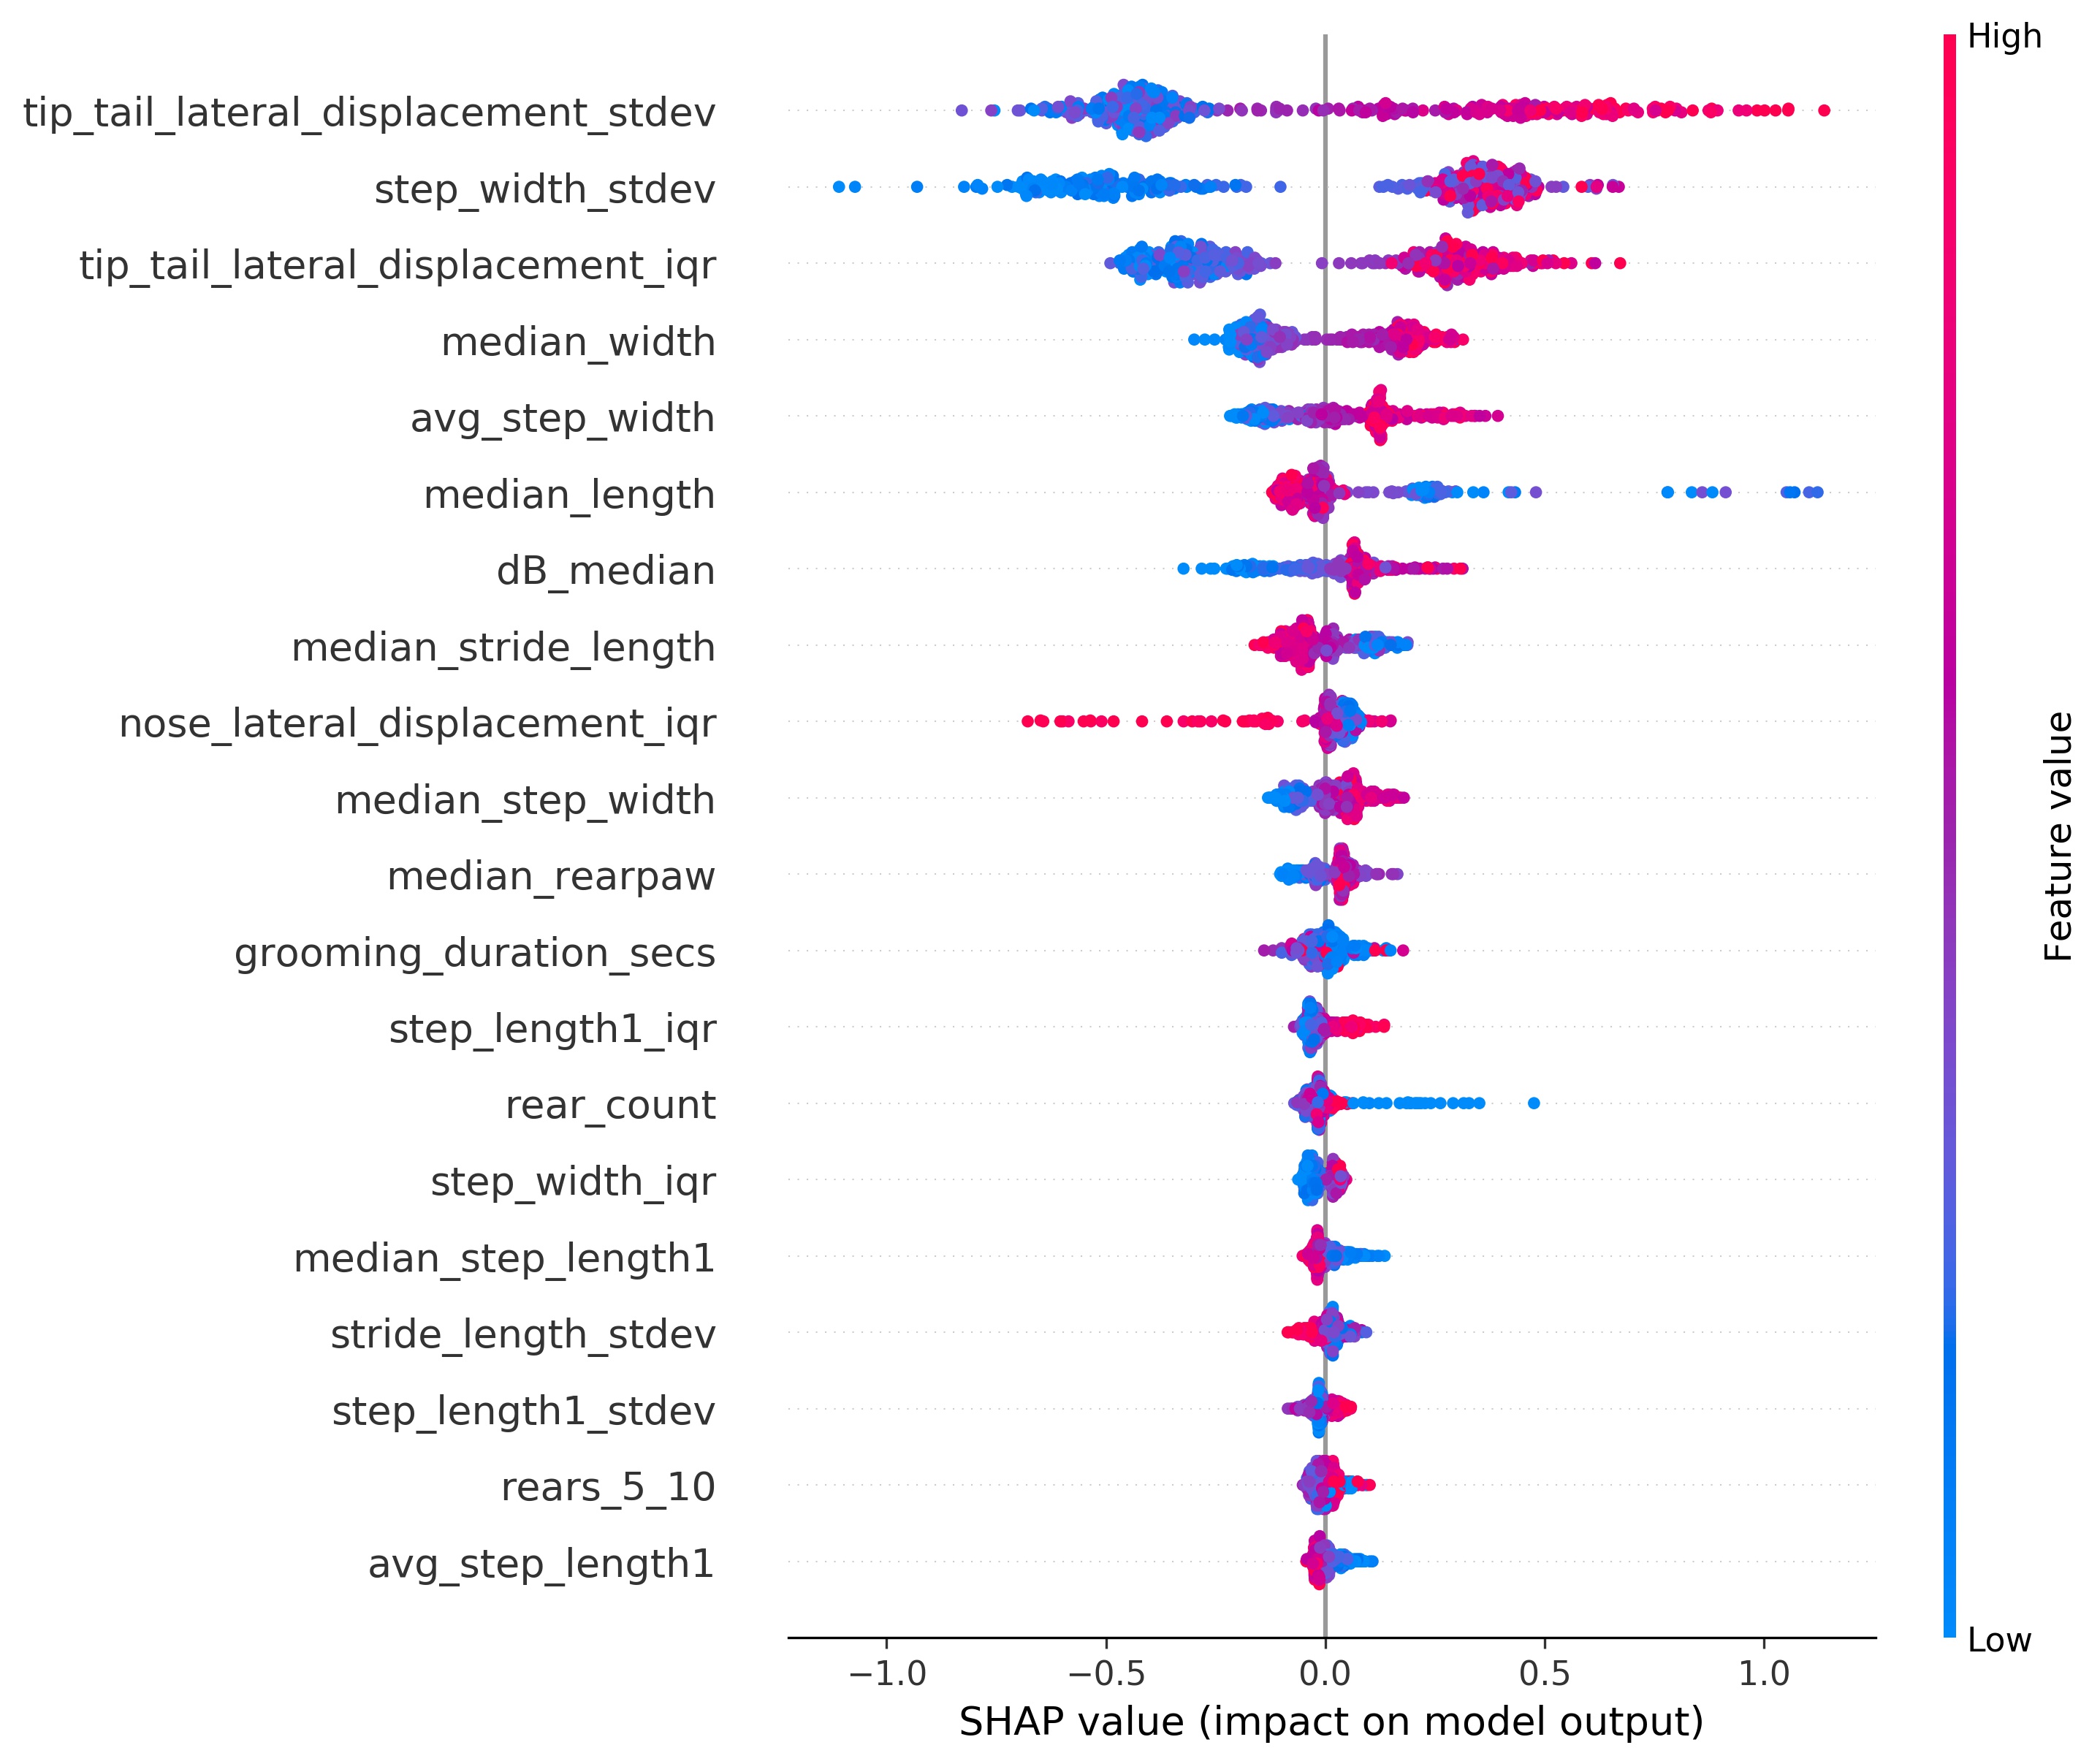 High
tip_tail_lateral_displacement_stdev
step_width_stdev
tip_tail_lateral_displacement_iqr
median_width
avg_step_width
median_length
dB_median
median_stride_length
nose_lateral_displacement_iqr
median_step_width
median_rearpaw
grooming_duration_secs
step_length1_iqr
rear_count
step_width_iqr
median_step_length1
stride_length_stdev
step_length1_stdev
rears_5_10
avg_step_length1
Feature value
Low
−1.0 −0.5 0.0 0.5 1.0
SHAP value (impact on model output)